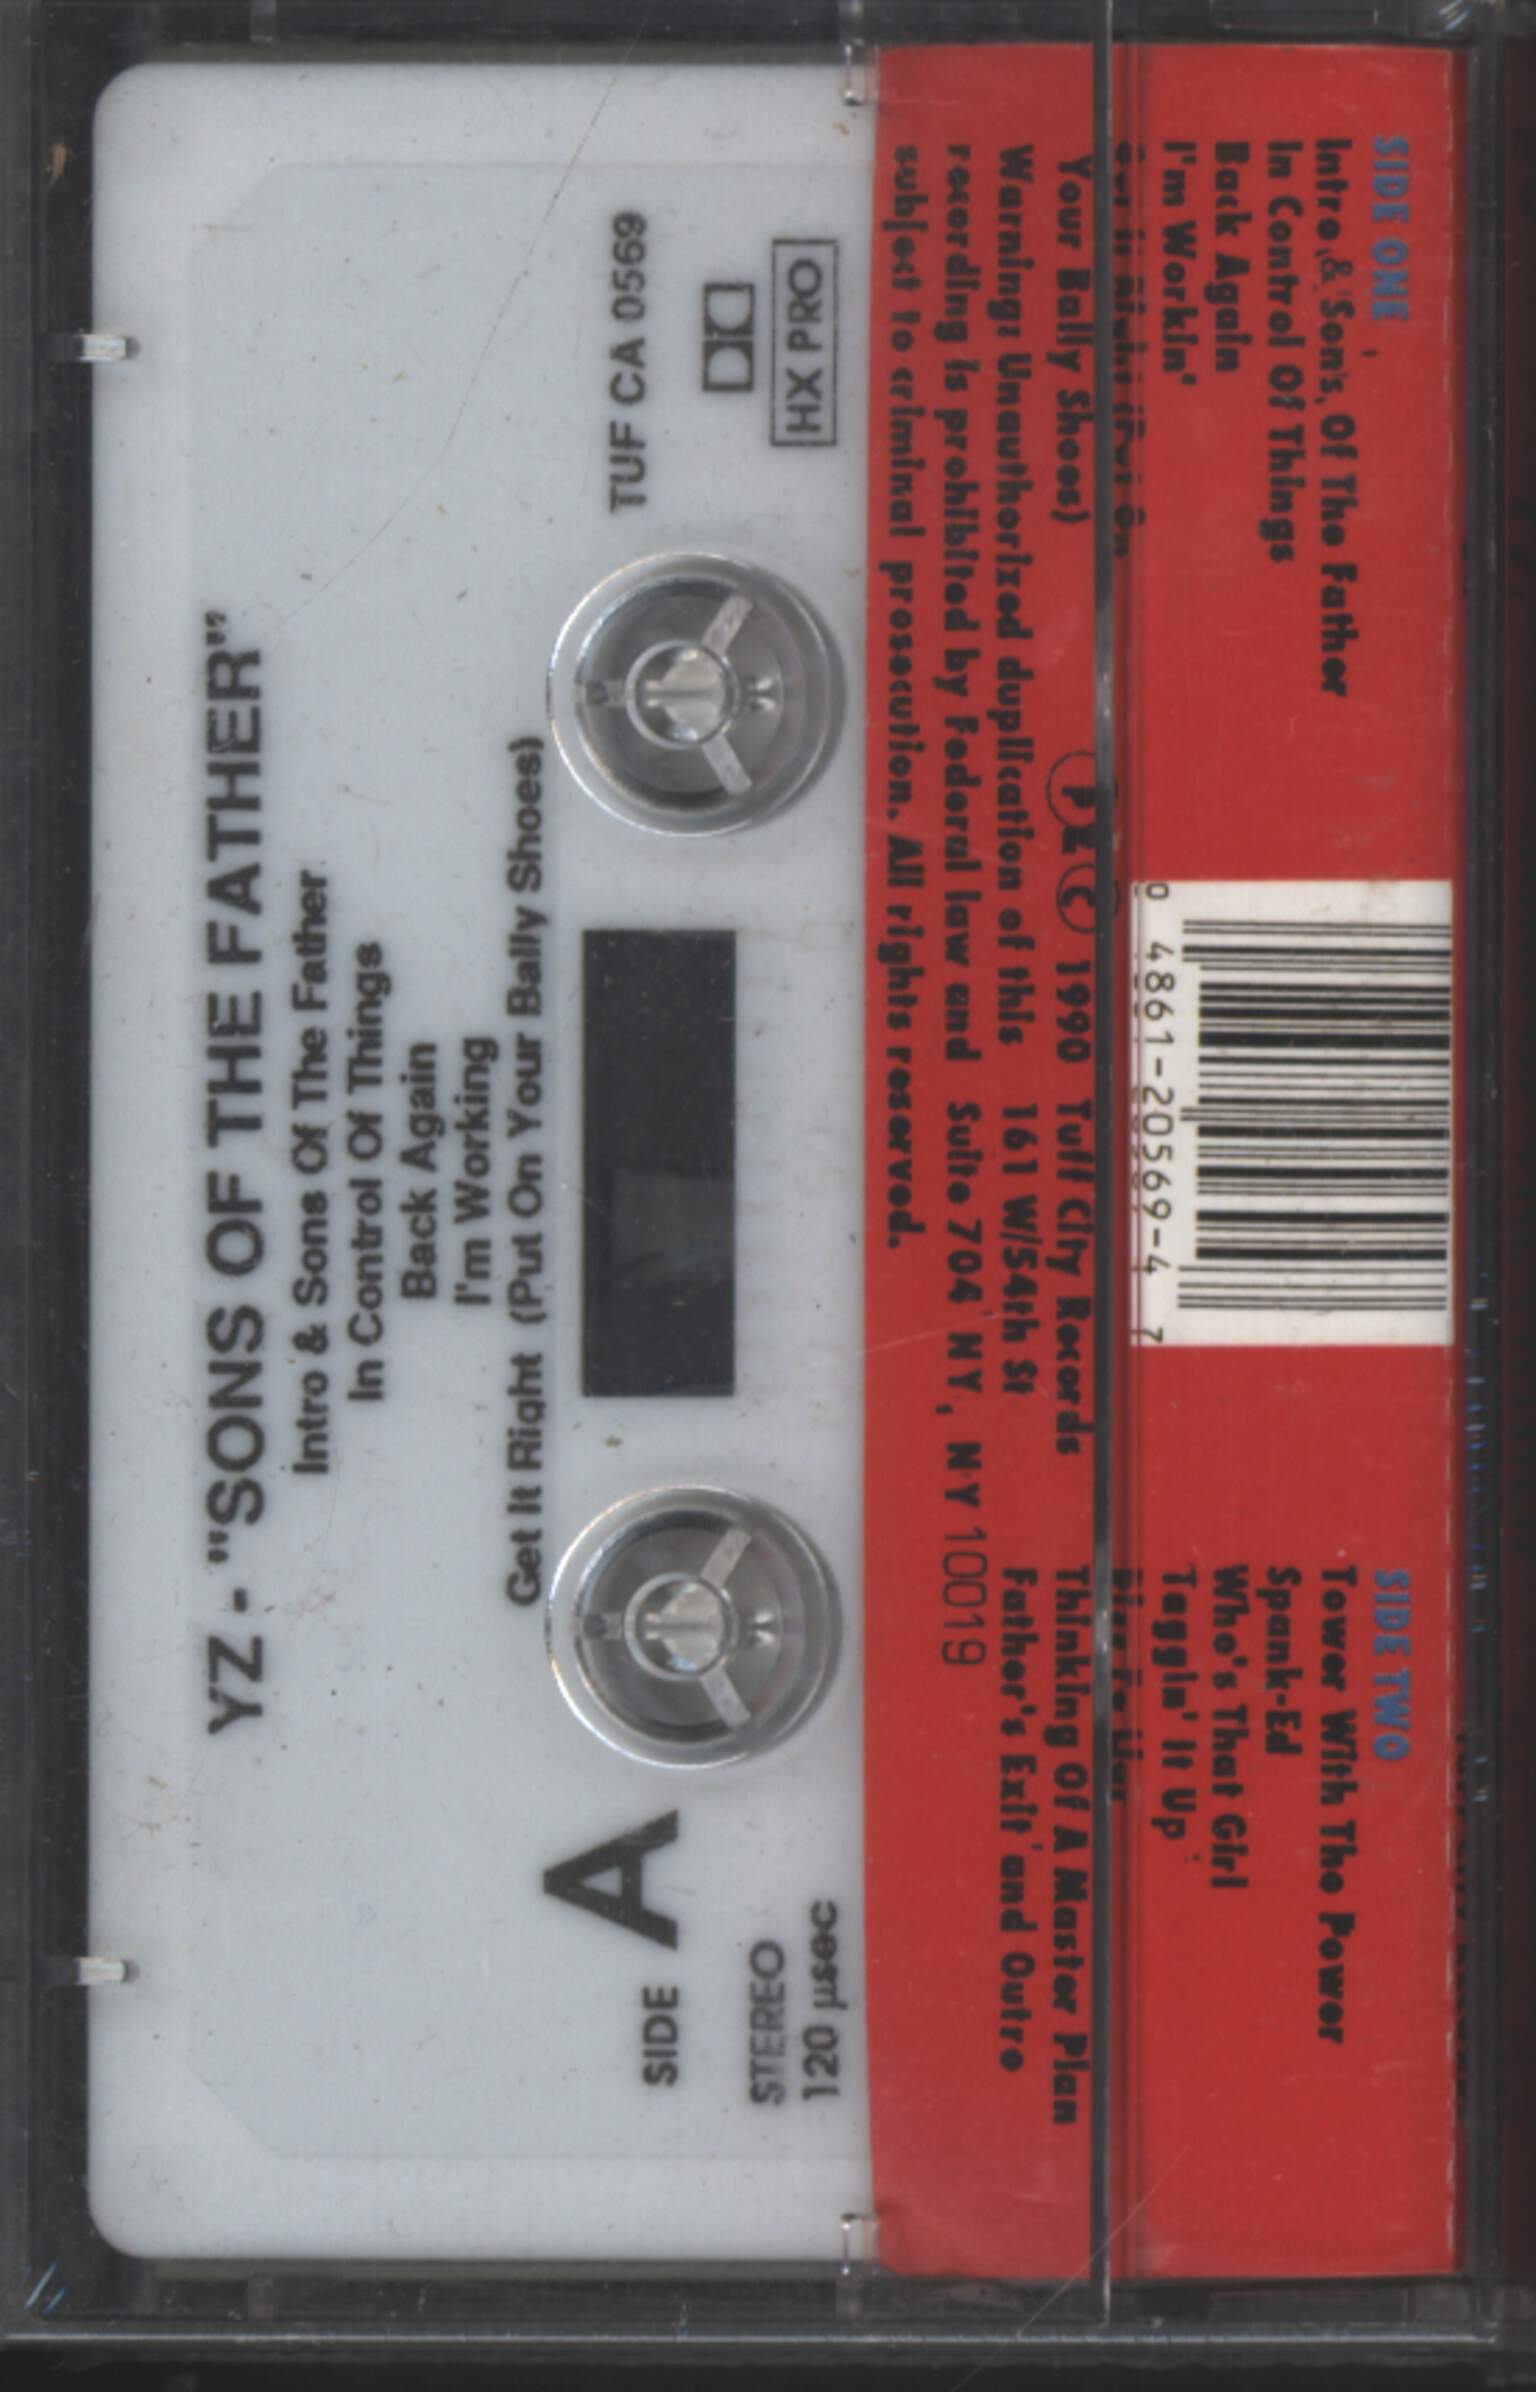 YZ - "SONS OF THE FATHER"
Intro & Sons Of The Father
In Control Of Things
Back Again
I'm Working
Get It Right (Put On Your Bally Shoes)
TUF CA 0569
HX PRO
SIDE A
STEREO
120 µsec
SIDE ONE
Intro & Son's, Of The Father
In Control Of Things
Back Again
I'm Workin'
Your Bally Shoes)
0 4861-20569-4 7
SIDE TWO
Tower With The Power
Spank-Ed
Who's That Girl
Taggin' It Up
Thinking Of A Master Plan
Father's Exit and Outro
P & C 1990 Tuff City Records
161 W/54th St
Suite 704 NY, NY 10019
Warning: Unauthorized duplication of this
recording is prohibited by Federal law and
subject to criminal prosecution. All rights reserved.